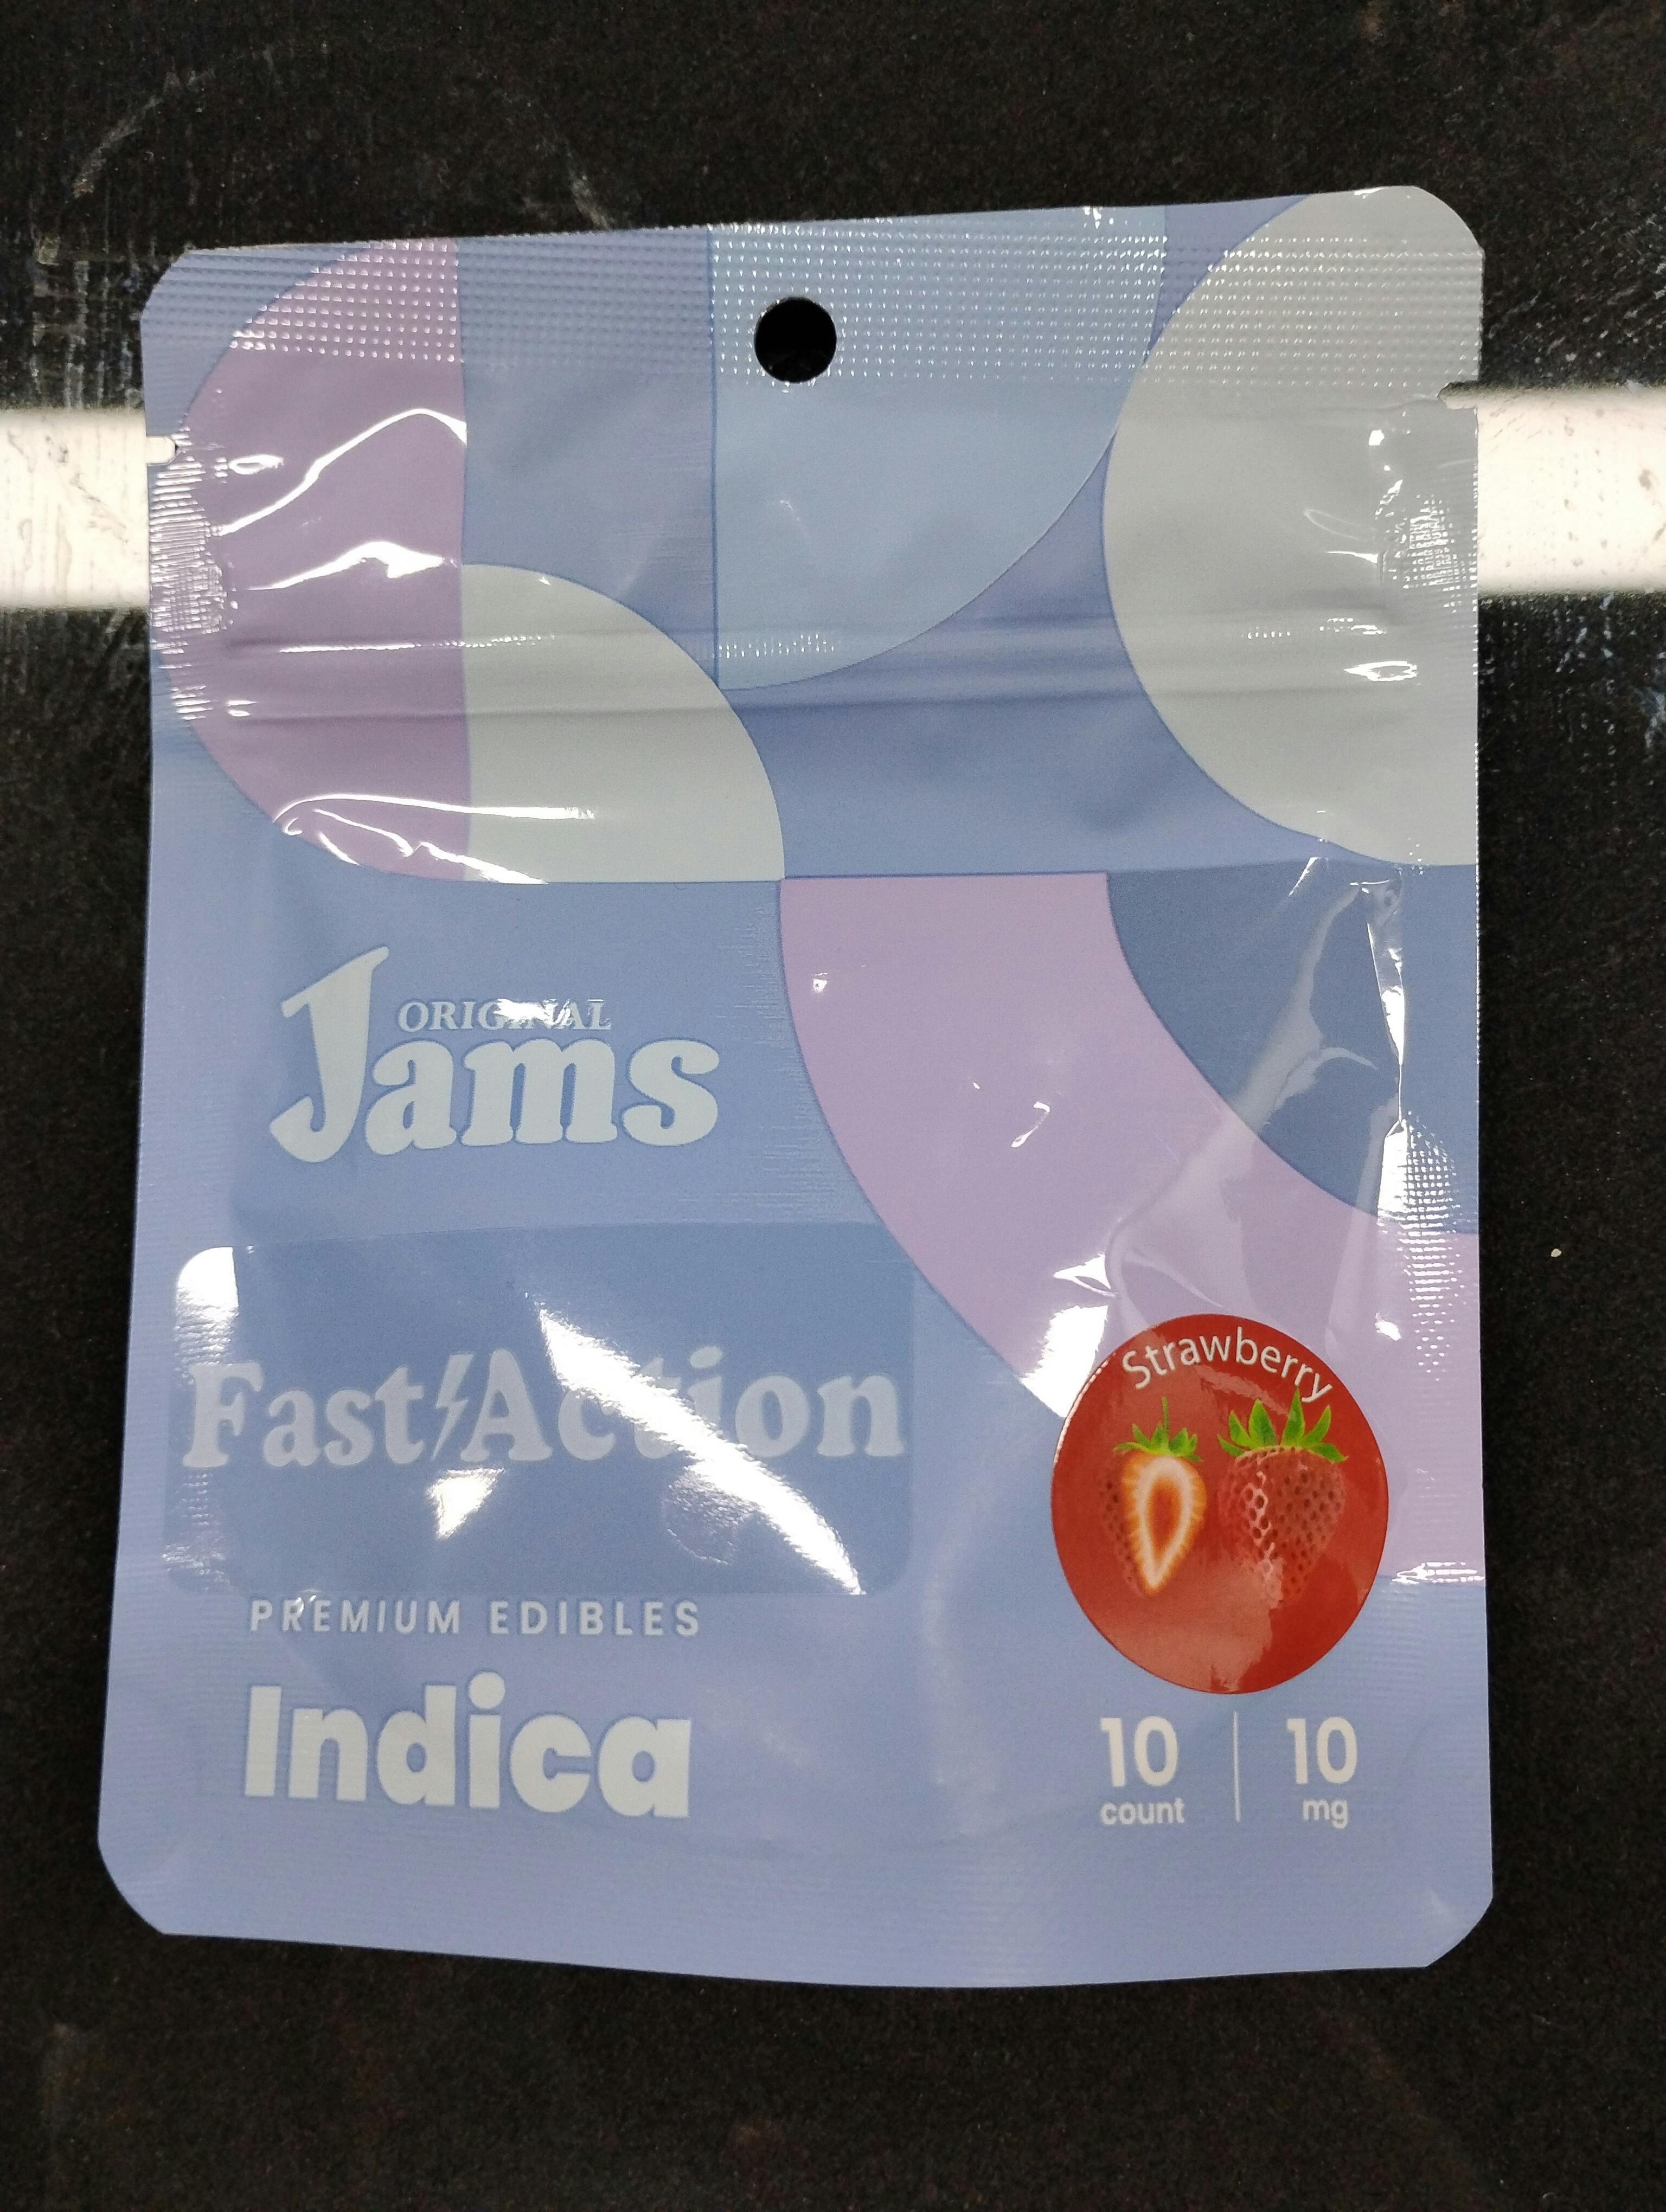 ORIGINAL
Jams
Fast Action
PREMIUM EDIBLES
Indica
Strawberry
10 count | 10 mg